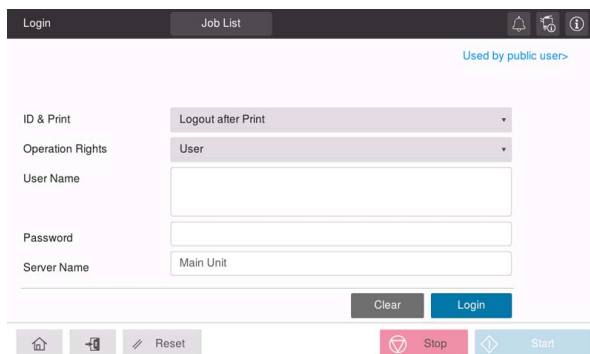 Login Job List
Used by public user>
ID & Print Logout after Print
Operation Rights User
User Name
Password
Server Name Main Unit
Clear Login
Reset Stop Start